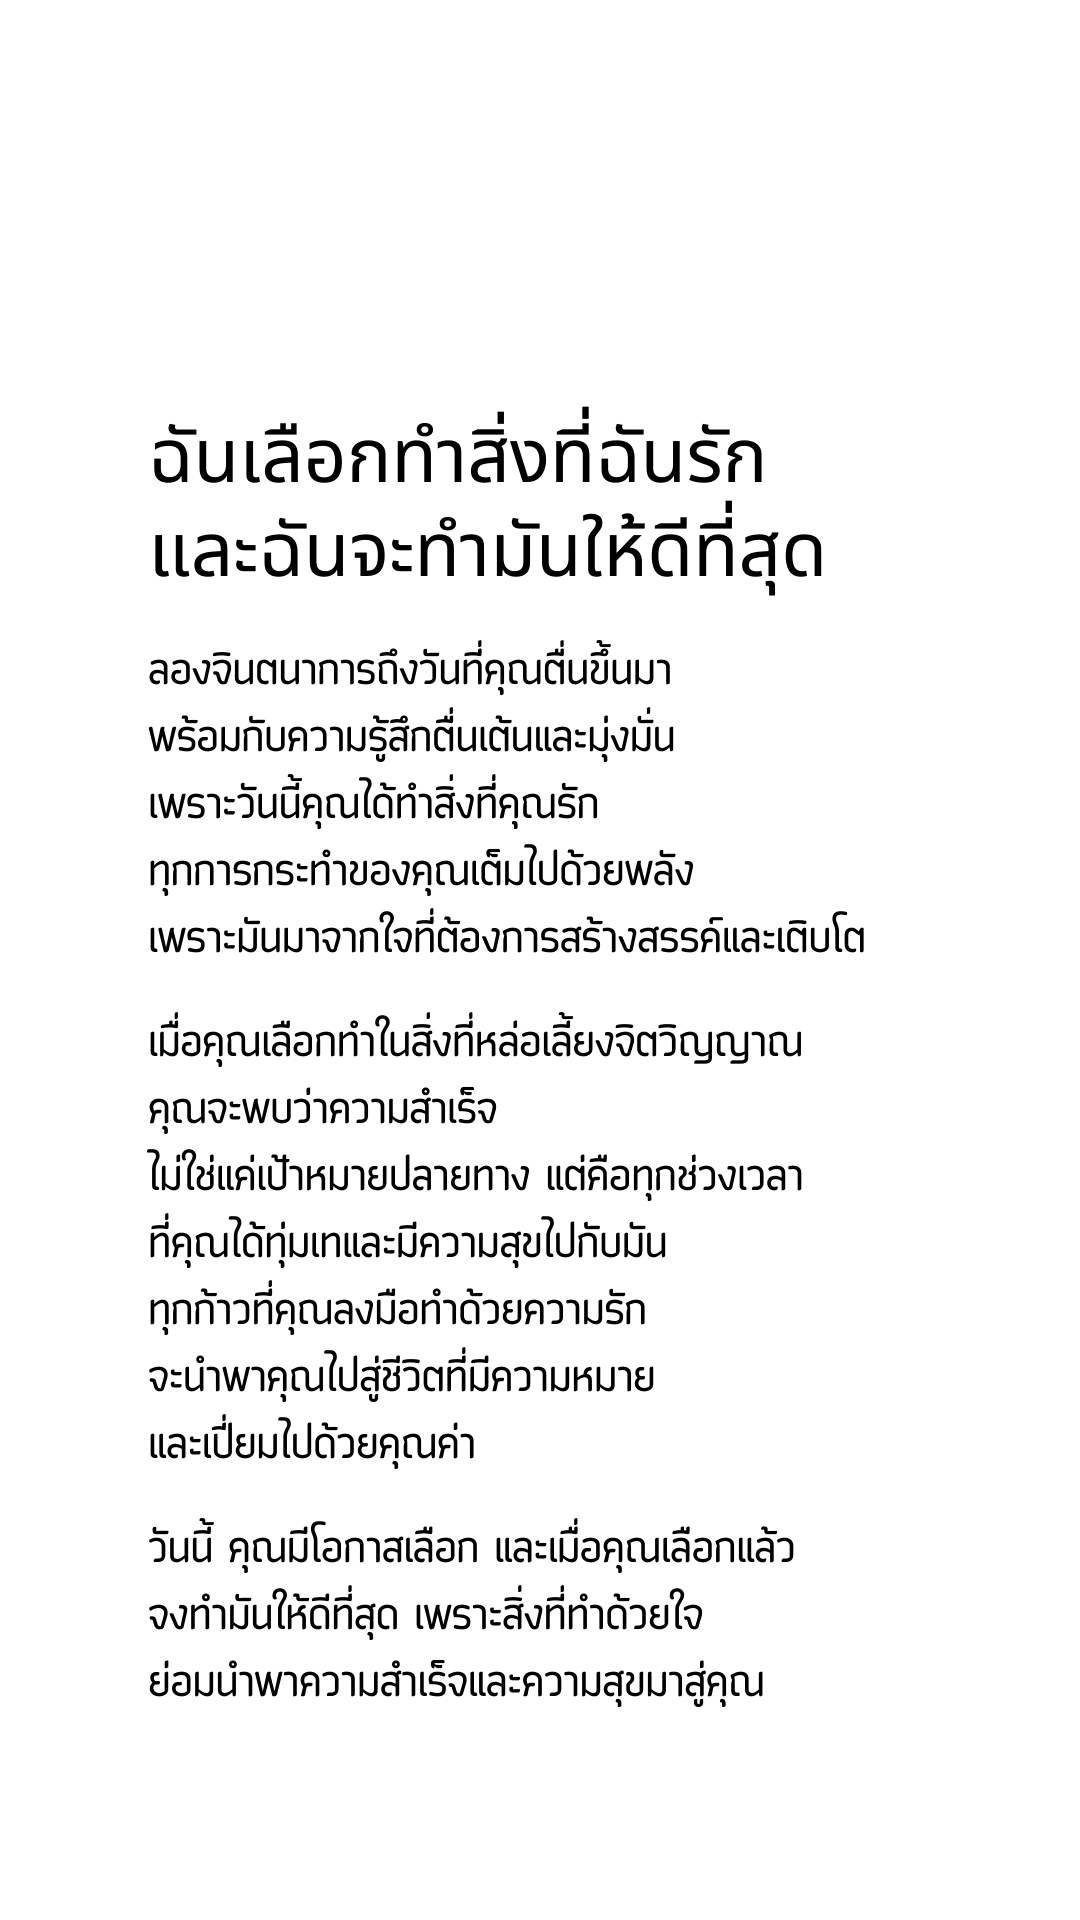 ฉันเลือกทำสิ่งที่ฉันรัก
และฉันจะทำมันให้ดีที่สุด
ลองจินตนาการถึงวันที่คุณตื่นขึ้นมา
พร้อมกับความรู้สึกตื่นเต้นและมุ่งมั่น
เพราะวันนี้คุณได้ทำสิ่งที่คุณรัก
ทุกการกระทำของคุณเต็มไปด้วยพลัง
เพราะมันมาจากใจที่ต้องการสร้างสรรค์และเติบโต
เมื่อคุณเลือกทำในสิ่งที่หล่อเลี้ยงจิตวิญญาณ
คุณจะพบว่าความสำเร็จ
ไม่ใช่แค่เป้าหมายปลายทาง แต่คือทุกช่วงเวลา
ที่คุณได้ทุ่มเทและมีความสุขไปกับมัน
ทุกก้าวที่คุณลงมือทำด้วยความรัก
จะนำพาคุณไปสู่ชีวิตที่มีความหมาย
และเปี่ยมไปด้วยคุณค่า
วันนี้ คุณมีโอกาสเลือก และเมื่อคุณเลือกแล้ว
จงทำมันให้ดีที่สุด เพราะสิ่งที่ทำด้วยใจ
ย่อมนำพาความสำเร็จและความสุขมาสู่คุณ